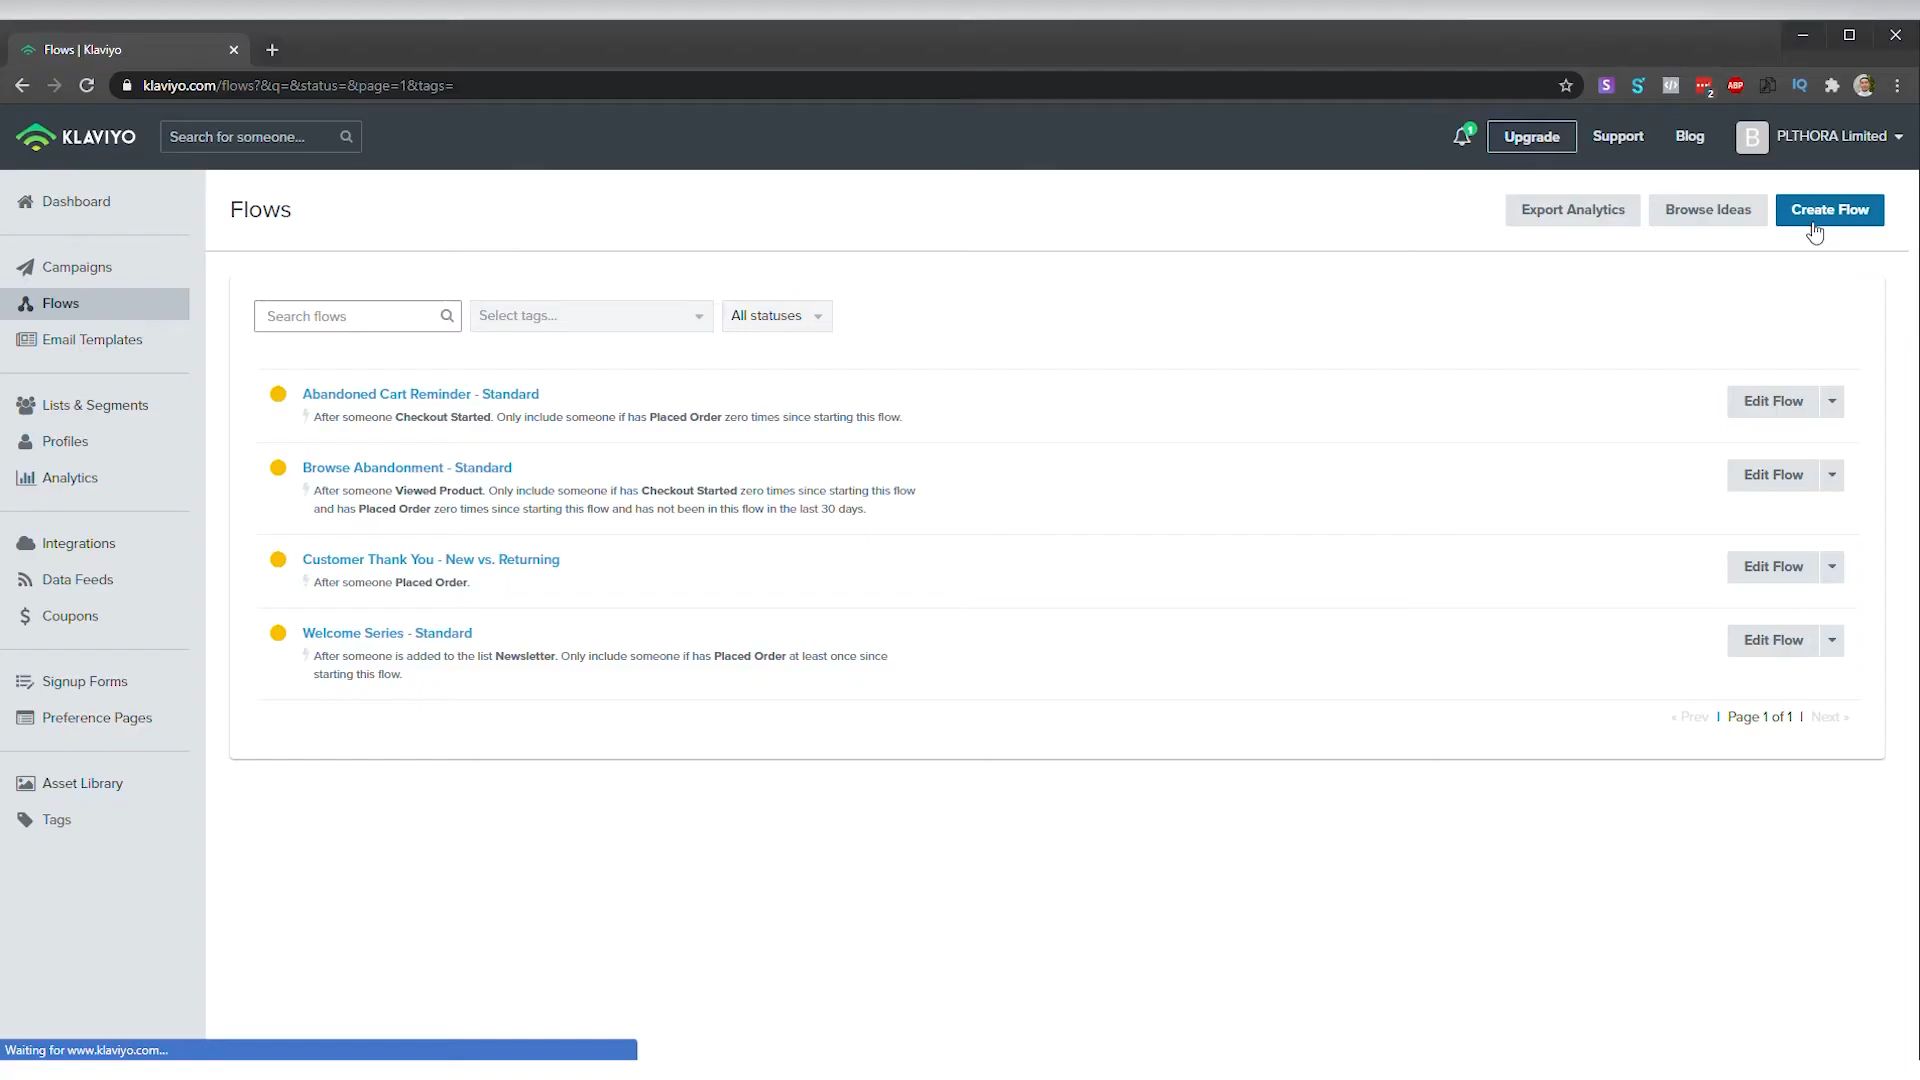 Flows | Klaviyo
klaviyo.com/flows?&q=&status=&page=1&tags=
S
S
2
ABP
IQ
KLAVIYO
Search for someone...
1
Upgrade
Support
Blog
B
PLTHORA Limited
Dashboard
Campaigns
Flows
Email Templates
Lists & Segments
Profiles
Analytics
Integrations
Data Feeds
Coupons
Signup Forms
Preference Pages
Asset Library
Tags
Flows
Export Analytics
Browse Ideas
Create Flow
Search flows
Select tags...
All statuses
Abandoned Cart Reminder - Standard
After someone Checkout Started. Only include someone if has Placed Order zero times since starting this flow.
Edit Flow
Browse Abandonment - Standard
After someone Viewed Product. Only include someone if has Checkout Started zero times since starting this flow
and has Placed Order zero times since starting this flow and has not been in this flow in the last 30 days.
Edit Flow
Customer Thank You - New vs. Returning
After someone Placed Order.
Edit Flow
Welcome Series - Standard
After someone is added to the list Newsletter. Only include someone if has Placed Order at least once since
starting this flow.
Edit Flow
« Prev | Page 1 of 1 | Next »
Waiting for www.klaviyo.com...